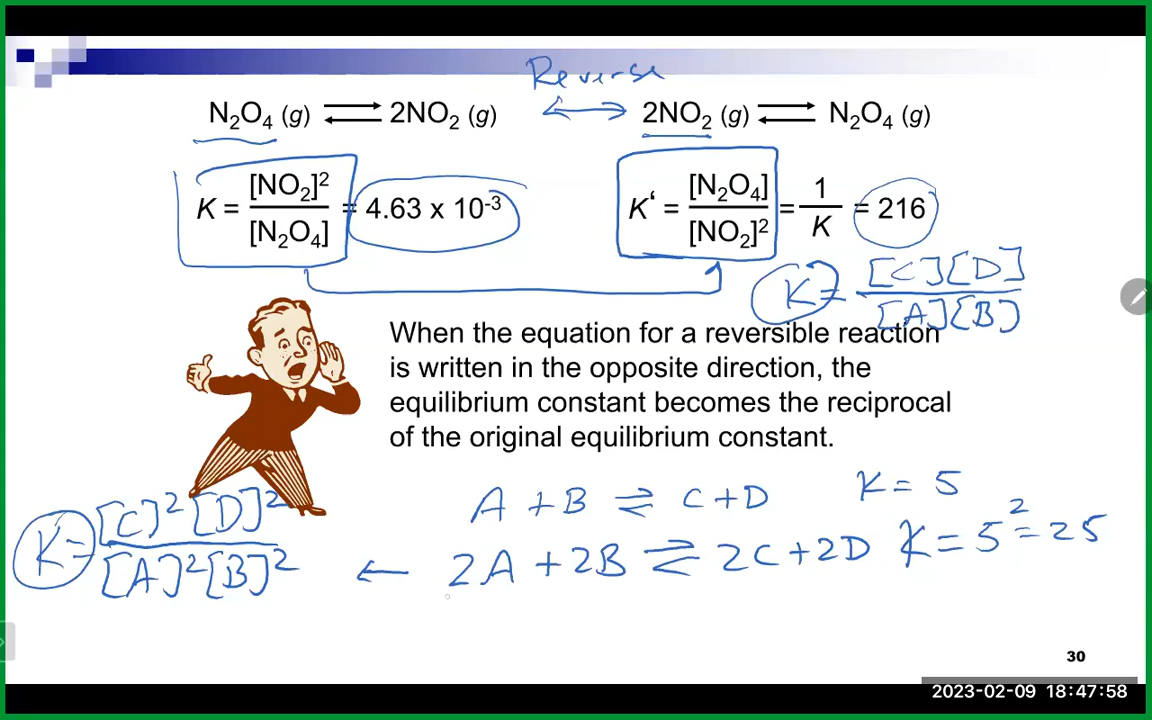 Reverse
N₂O₄ (g) ⇌ 2NO₂ (g) ↔ 2NO₂ (g) ⇌ N₂O₄ (g)
K = [NO₂]² / [N₂O₄] = 4.63 x 10⁻³
K‘ = [N₂O₄] / [NO₂]² = 1 / K = 216
K = [C][D] / [A][B]
When the equation for a reversible reaction
is written in the opposite direction, the
equilibrium constant becomes the reciprocal
of the original equilibrium constant.
A + B ⇌ C + D K = 5
2A + 2B ⇌ 2C + 2D K = 5² = 25
K = [C]² [D]² / [A]² [B]² ←
30
2023-02-09 18:47:58